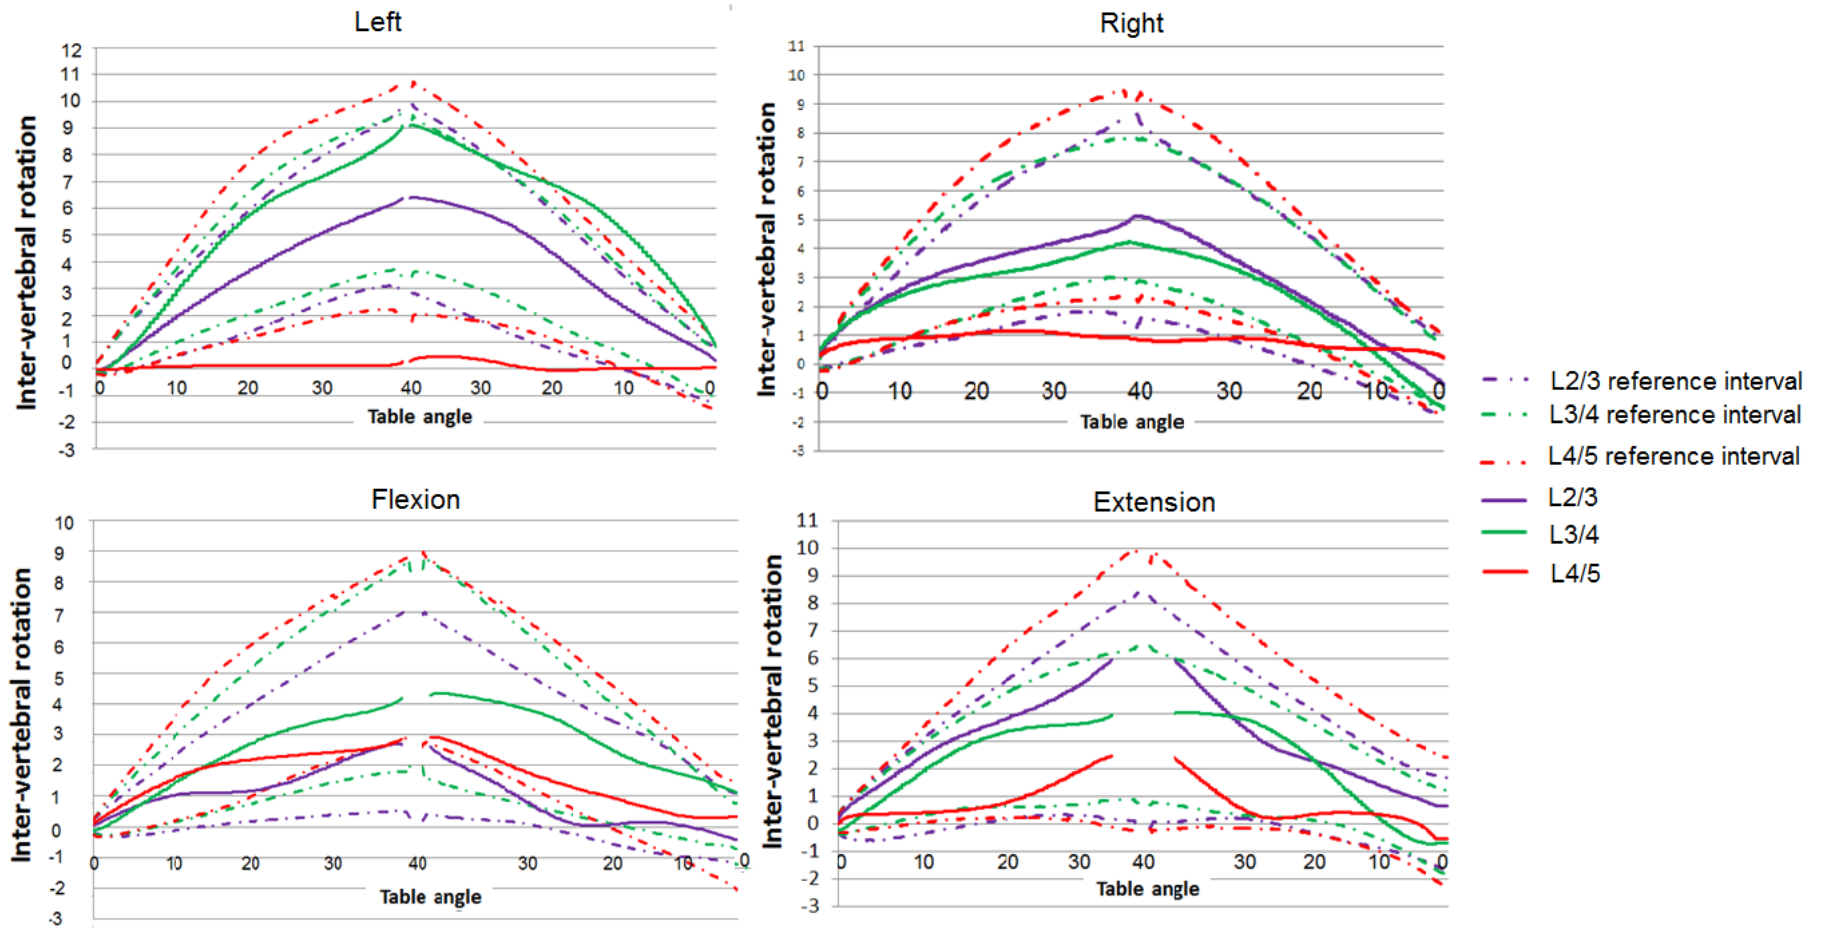 Left
12
11
10
9
8
7
6
5
4
3
2
1
0
-1
-2
-3
Inter-vertebral rotation
0 10 20 30 40 30 20 10 0
Table angle
Right
11
10
9
8
7
6
5
4
3
2
1
0
-1
-2
-3
Inter-vertebral rotation
0 10 20 30 40 30 20 10 0
Table angle
L2/3 reference interval
L3/4 reference interval
L4/5 reference interval
L2/3
L3/4
L4/5
Flexion
10
9
8
7
6
5
4
3
2
1
0
-1
-2
-3
Inter-vertebral rotation
0 10 20 30 40 30 20 10 0
Table angle
Extension
11
10
9
8
7
6
5
4
3
2
1
0
-1
-2
-3
Inter-vertebral rotation
0 10 20 30 40 30 20 10 0
Table angle